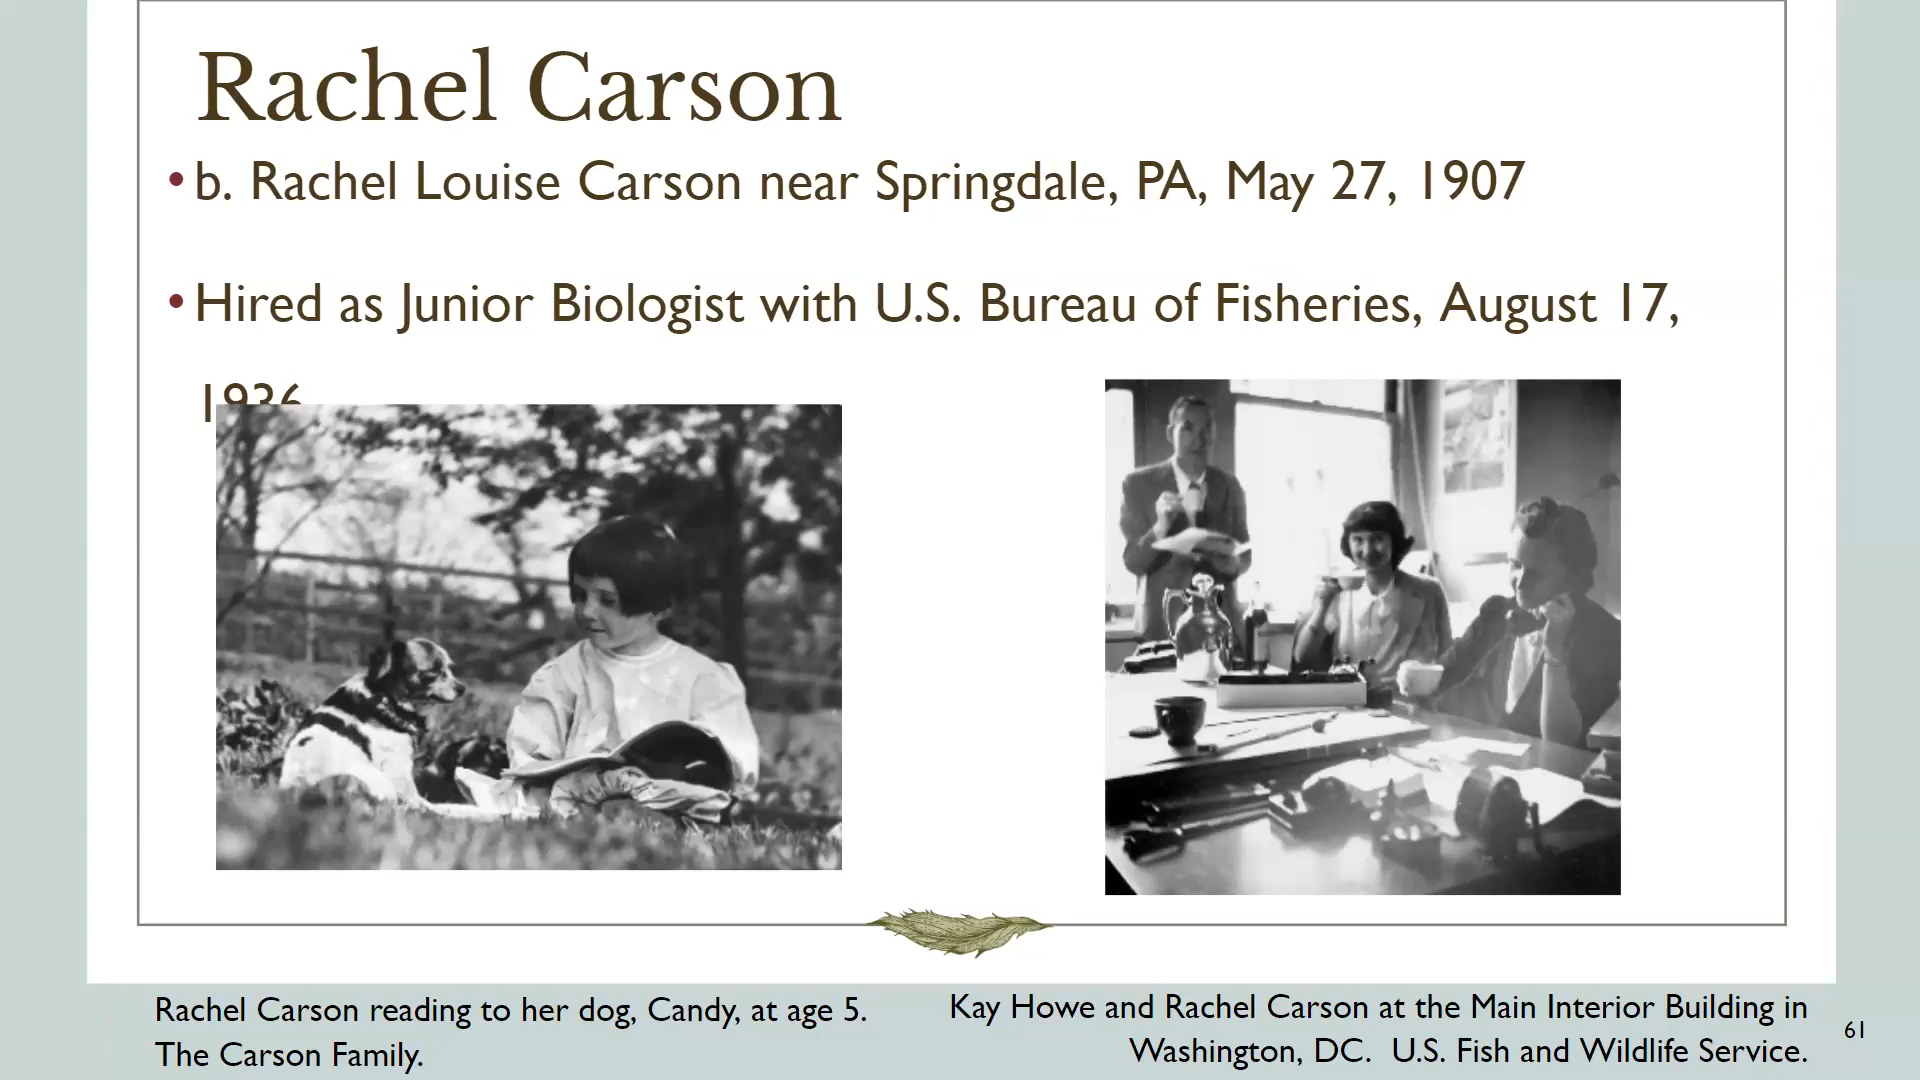 Rachel Carson
• b. Rachel Louise Carson near Springdale, PA, May 27, 1907
• Hired as Junior Biologist with U.S. Bureau of Fisheries, August 17,
1936
Rachel Carson reading to her dog, Candy, at age 5.
The Carson Family.
Kay Howe and Rachel Carson at the Main Interior Building in
Washington, DC. U.S. Fish and Wildlife Service.
61